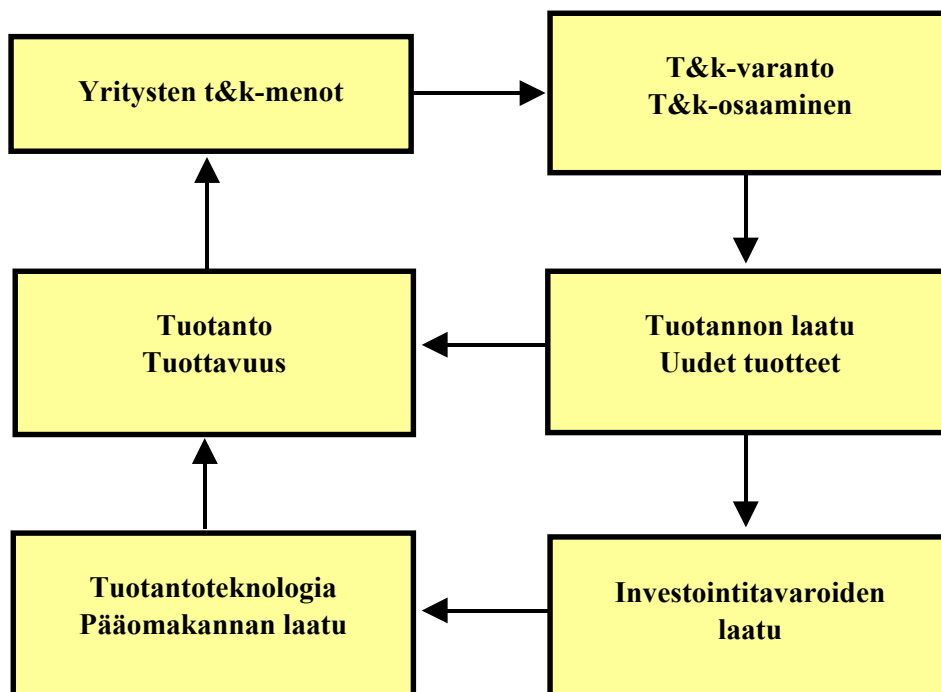 Yritysten t&k-menot
T&k-varanto
T&k-osaaminen
Tuotanto
Tuottavuus
Tuotannon laatu
Uudet tuotteet
Tuotantoteknologia
Pääomakannan laatu
Investointitavaroiden
laatu